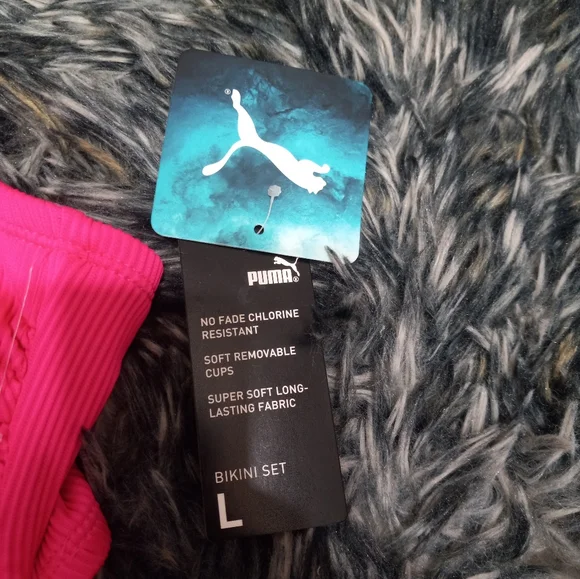 ®
PUMA®
NO FADE CHLORINE
RESISTANT
SOFT REMOVABLE
CUPS
SUPER SOFT LONG-
LASTING FABRIC
BIKINI SET
L